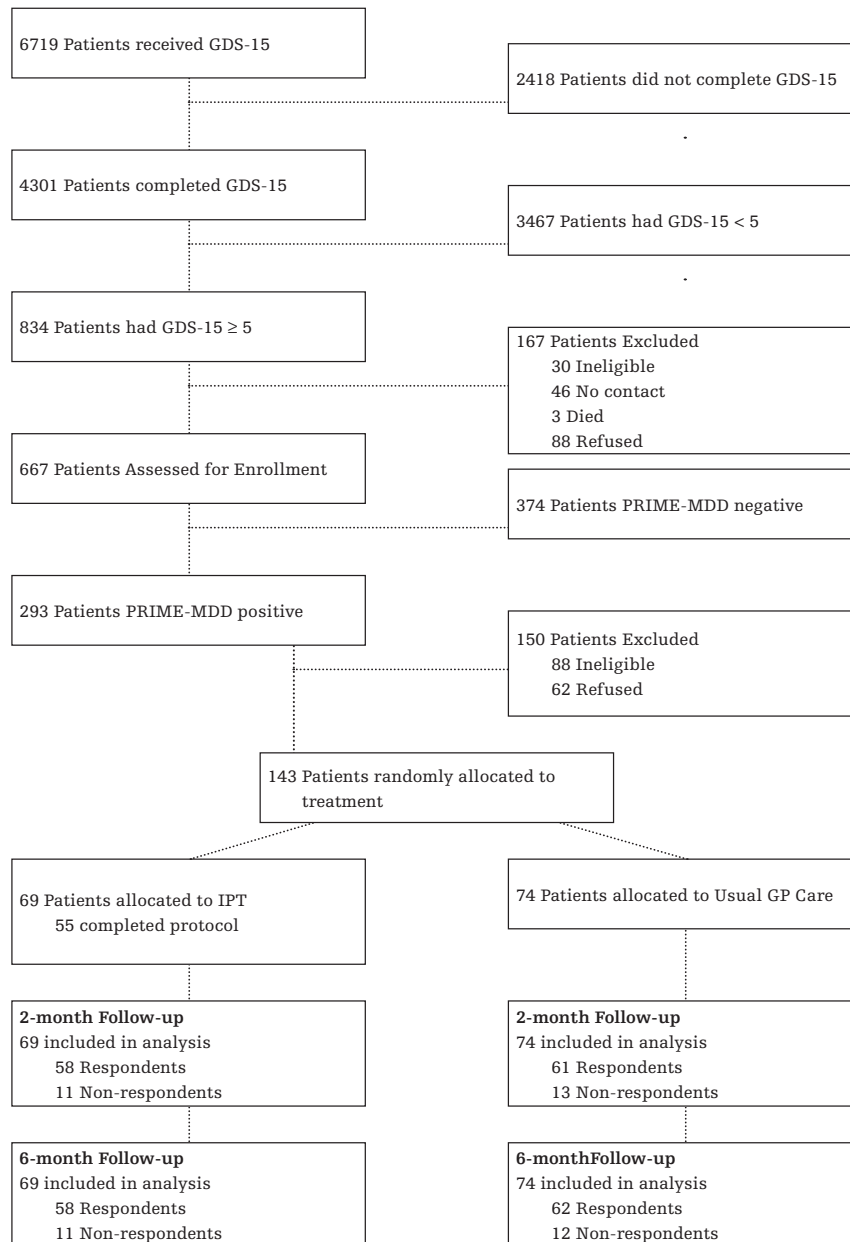 6719 Patients received GDS-15
2418 Patients did not complete GDS-15
4301 Patients completed GDS-15
3467 Patients had GDS-15 < 5
834 Patients had GDS-15 ≥ 5
167 Patients Excluded
30 Ineligible
46 No contact
3 Died
88 Refused
667 Patients Assessed for Enrollment
374 Patients PRIME-MDD negative
293 Patients PRIME-MDD positive
150 Patients Excluded
88 Ineligible
62 Refused
143 Patients randomly allocated to
treatment
69 Patients allocated to IPT
55 completed protocol
74 Patients allocated to Usual GP Care
2-month Follow-up
69 included in analysis
58 Respondents
11 Non-respondents
2-month Follow-up
74 included in analysis
61 Respondents
13 Non-respondents
6-month Follow-up
69 included in analysis
58 Respondents
11 Non-respondents
6-monthFollow-up
74 included in analysis
62 Respondents
12 Non-respondents